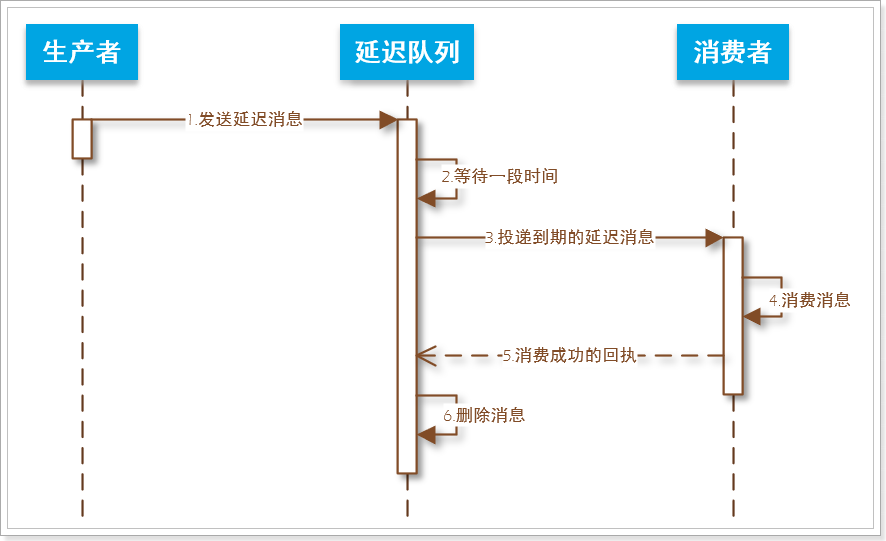 生产者
延迟队列
消费者
1.发送延迟消息
2.等待一段时间
3.投递到期的延迟消息
4.消费消息
5.消费成功的回执
6.删除消息